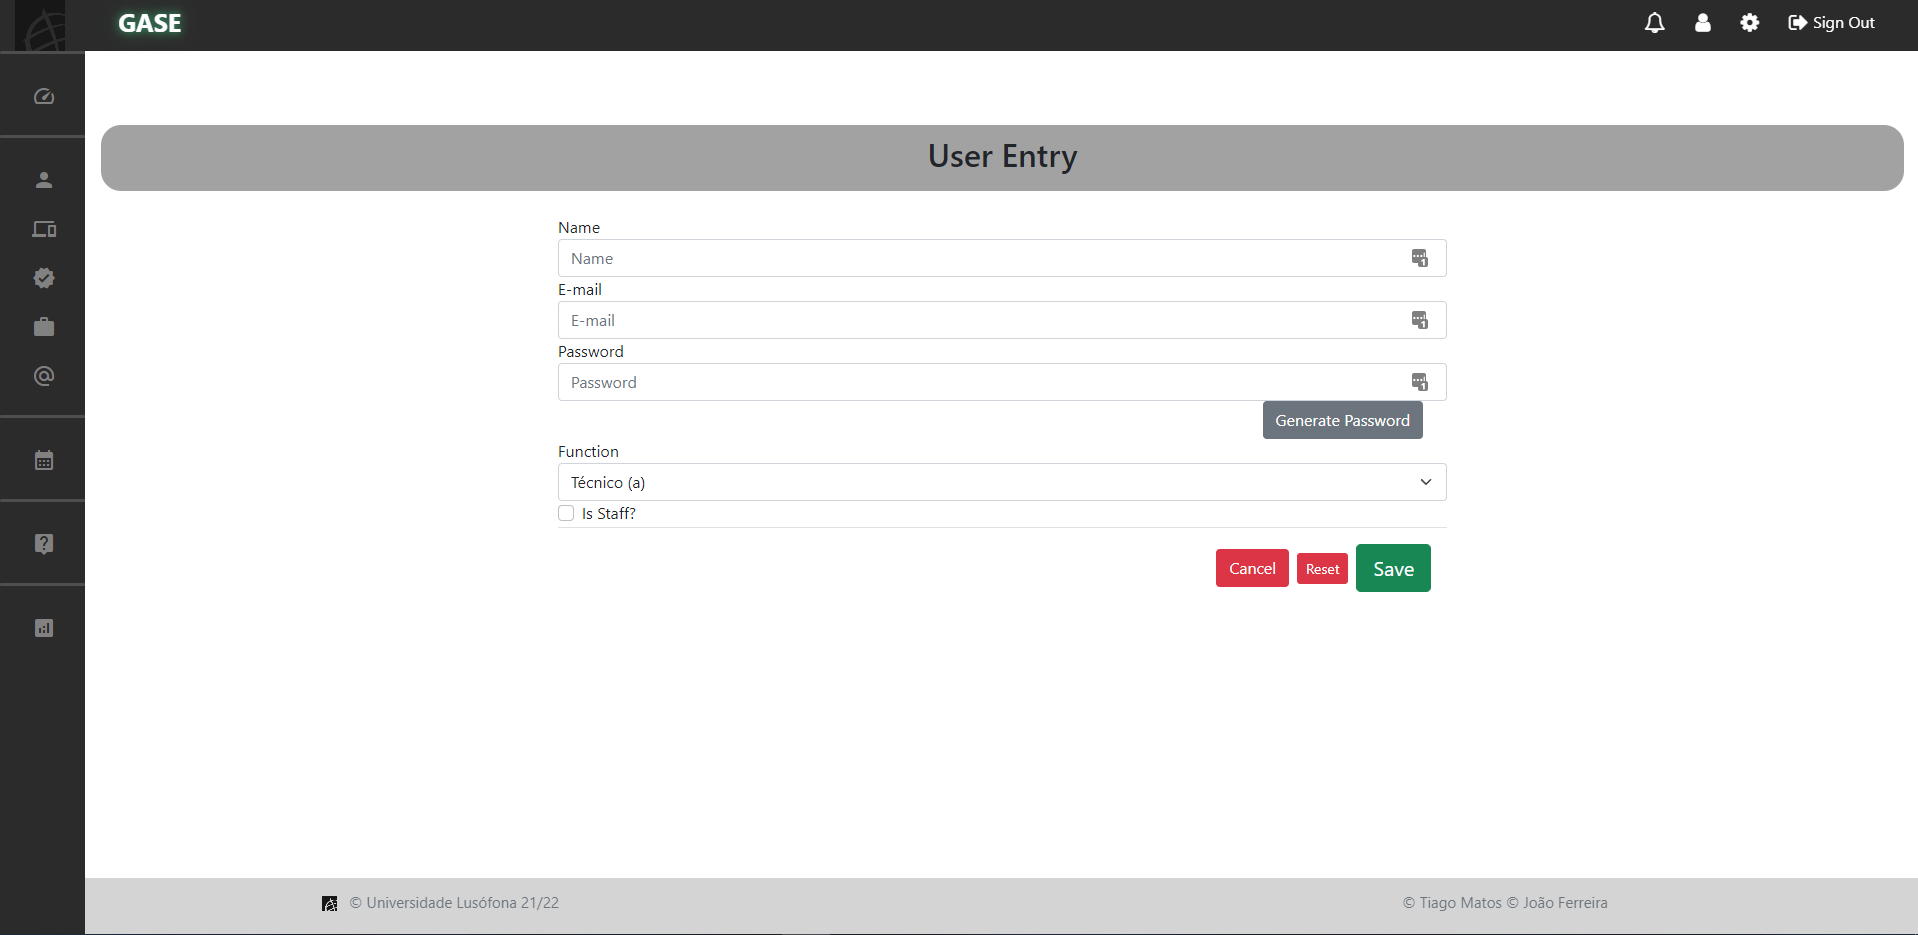 GASE
Sign Out
User Entry
Name
Name
E-mail
E-mail
Password
Password
Generate Password
Function
Técnico (a)
Is Staff?
Cancel Reset Save
© Universidade Lusófona 21/22
© Tiago Matos © João Ferreira